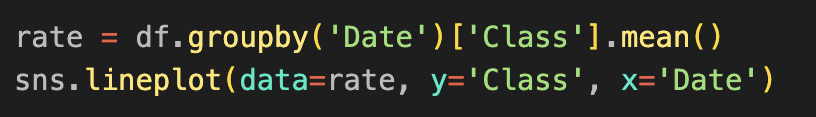 rate = df.groupby('Date')['Class'].mean()
sns.lineplot(data=rate, y='Class', x='Date')